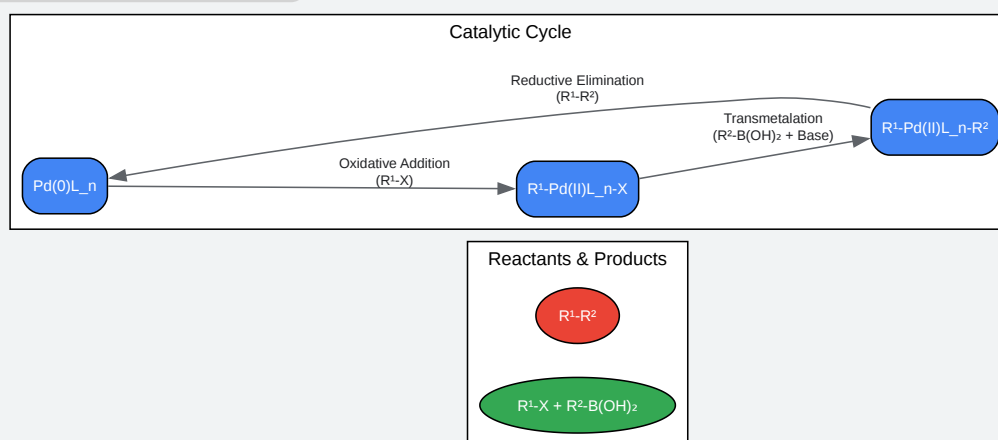 Catalytic Cycle
Reductive Elimination
(R¹-R²)
Transmetalation
(R²-B(OH)₂ + Base)
R¹-Pd(II)L_n-R²
Oxidative Addition
(R¹-X)
Pd(0)L_n
R¹-Pd(II)L_n-X
Reactants & Products
R¹-R²
R¹-X + R²-B(OH)₂